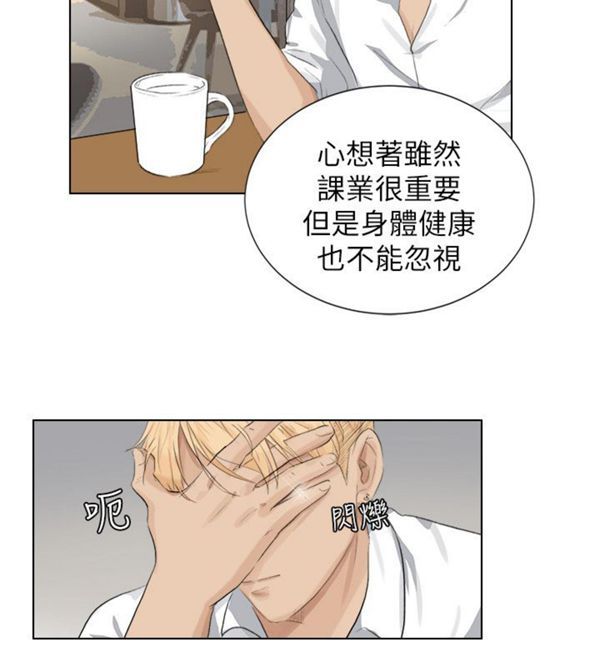 心想著雖然
課業很重要
但是身體健康
也不能忽視
呃
閃爍